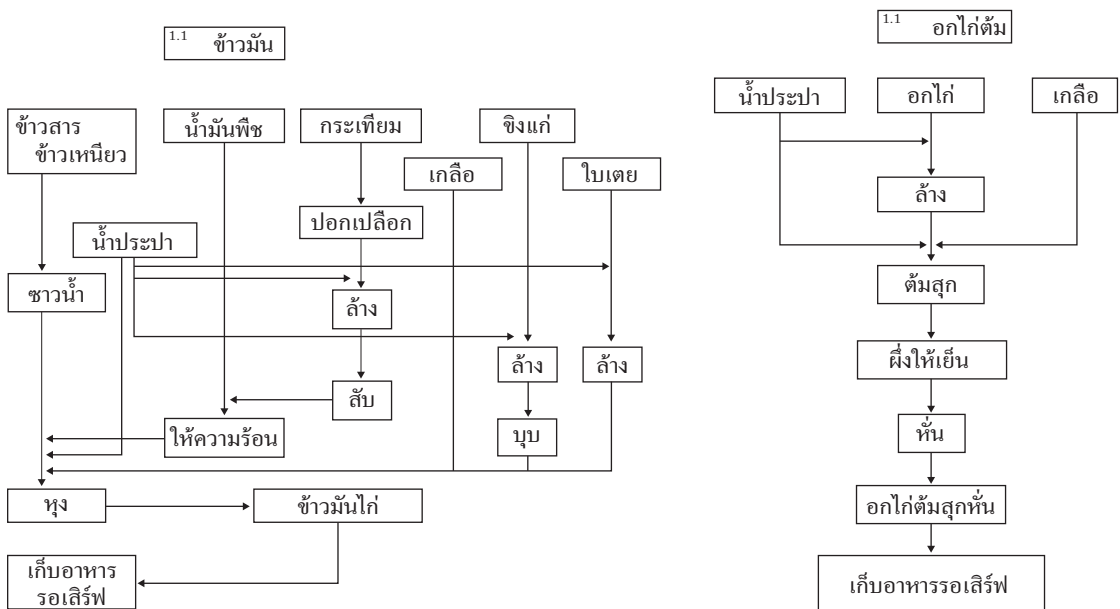 1.1 ข้าวมัน
ข้าวสาร
ข้าวเหนียว
น้ำมันพืช
กระเทียม
ขิงแก่
เกลือ
ใบเตย
ปอกเปลือก
น้ำประปา
ซาวน้ำ
ล้าง
ล้าง
ล้าง
สับ
ให้ความร้อน
บุบ
หุง
ข้าวมันไก่
เก็บอาหาร
รอเสิร์ฟ
1.1 อกไก่ต้ม
น้ำประปา
อกไก่
เกลือ
ล้าง
ต้มสุก
ผึ่งให้เย็น
หั่น
อกไก่ต้มสุกหั่น
เก็บอาหารรอเสิร์ฟ